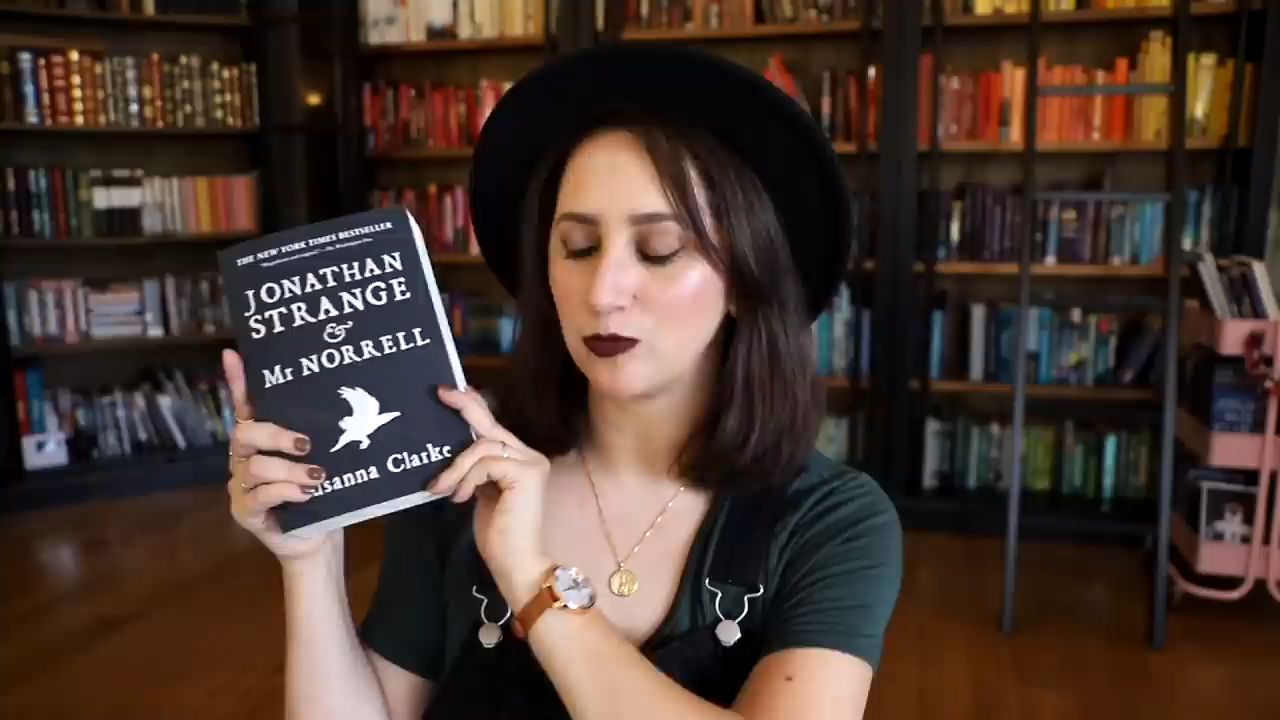 THE NEW YORK TIMES BESTSELLER
JONATHAN
STRANGE
&
Mr NORRELL
Clarke